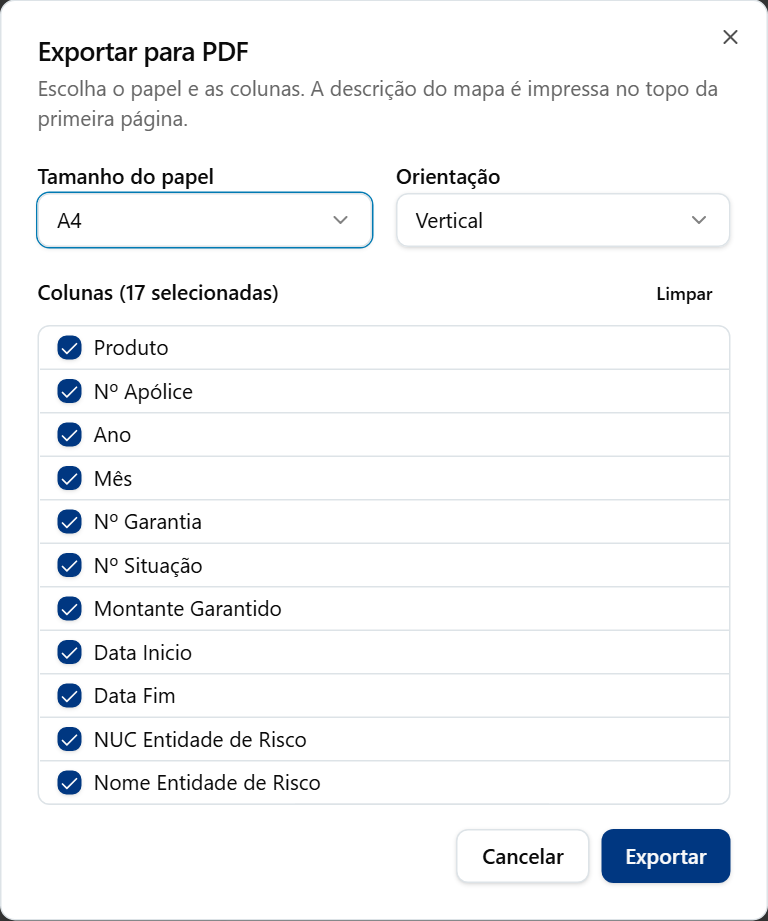 Exportar para PDF
Escolha o papel e as colunas. A descrição do mapa é impressa no topo da
primeira página.
Tamanho do papel
Orientação
A4
Vertical
Colunas (17 selecionadas)
Limpar
Produto
Nº Apólice
Ano
Mês
Nº Garantia
Nº Situação
Montante Garantido
Data Inicio
Data Fim
NUC Entidade de Risco
Nome Entidade de Risco
Cancelar
Exportar